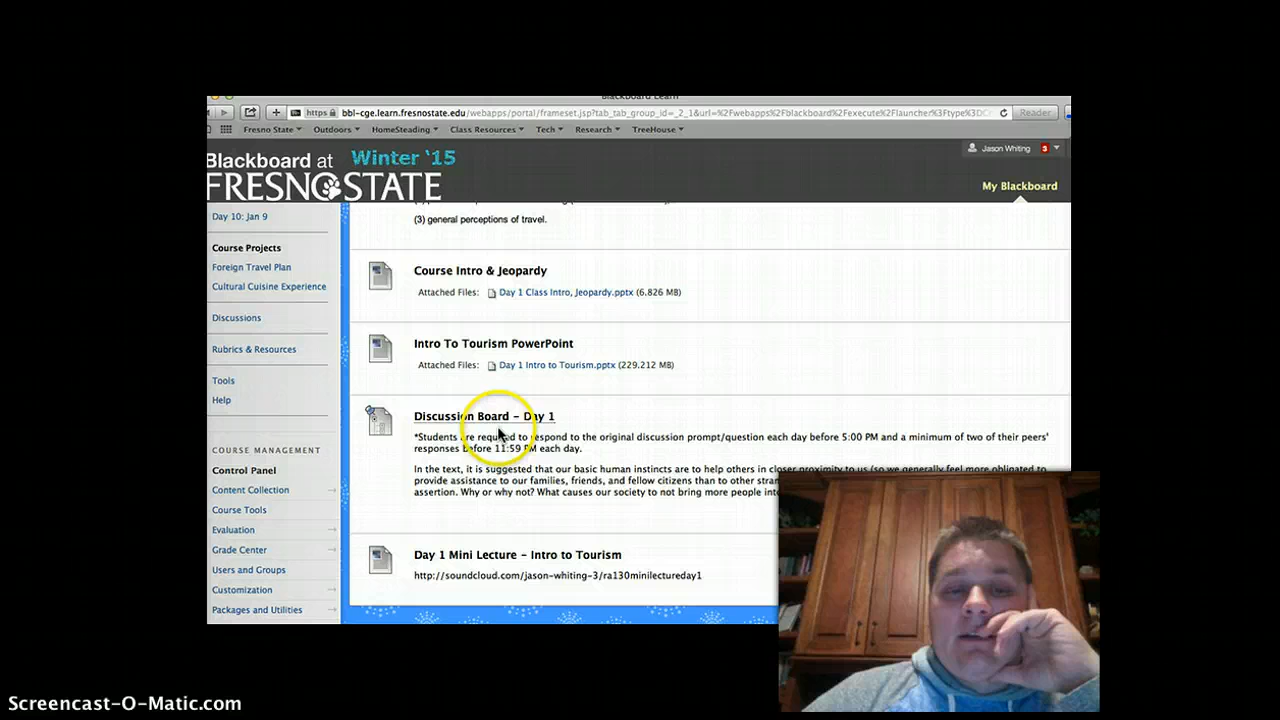 Blackboard Learn
https bbl-cge.learn.fresnostate.edu/webapps/portal/frameset.jsp?tab_tab_group_id=_2_1&url=%2Fwebapps%2Fblackboard%2Fexecute%2Flauncher%3Ftype%3DC Reader
Fresno State Outdoors HomeSteading Class Resources Tech Research TreeHouse
Blackboard at Winter '15
FRESNO STATE
Jason Whiting 3
My Blackboard
Day 10: Jan 9
Course Projects
Foreign Travel Plan
Cultural Cuisine Experience
Discussions
Rubrics & Resources
Tools
Help
COURSE MANAGEMENT
Control Panel
Content Collection
Course Tools
Evaluation
Grade Center
Users and Groups
Customization
Packages and Utilities
(3) general perceptions of travel.
Course Intro & Jeopardy
Attached Files: Day 1 Class Intro, Jeopardy.pptx (6.826 MB)
Intro To Tourism PowerPoint
Attached Files: Day 1 Intro to Tourism.pptx (229.212 MB)
Discussion Board - Day 1
*Students are required to respond to the original discussion prompt/question each day before 5:00 PM and a minimum of two of their peers'
responses before 11:59 PM each day.
In the text, it is suggested that our basic human instincts are to help others in closer proximity to us (so we generally feel more obligated to
provide assistance to our families, friends, and fellow citizens than to other stran
assertion. Why or why not? What causes our society to not bring more people into
Day 1 Mini Lecture - Intro to Tourism
http://soundcloud.com/jason-whiting-3/ra130minilectureday1
Screencast-O-Matic.com